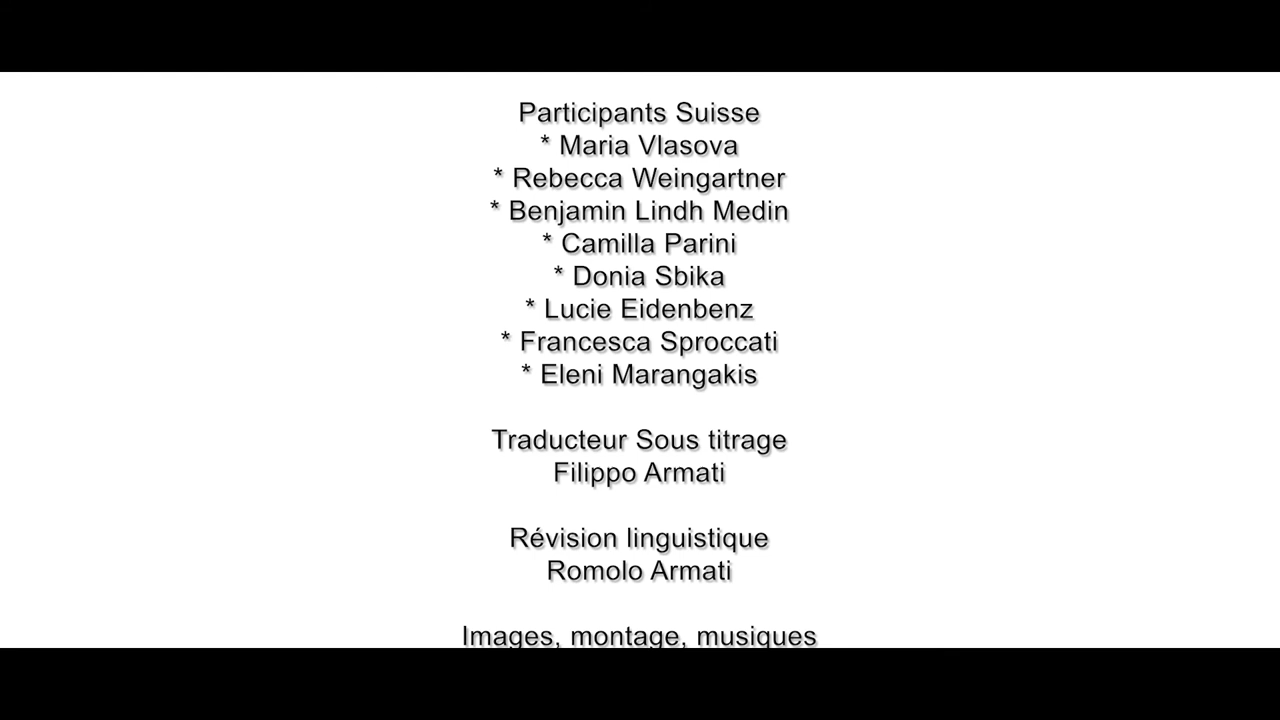 Participants Suisse
* Maria Vlasova
* Rebecca Weingartner
* Benjamin Lindh Medin
* Camilla Parini
* Donia Sbika
* Lucie Eidenbenz
* Francesca Sproccati
* Eleni Marangakis
Traducteur Sous titrage
Filippo Armati
Révision linguistique
Romolo Armati
Images, montage, musiques